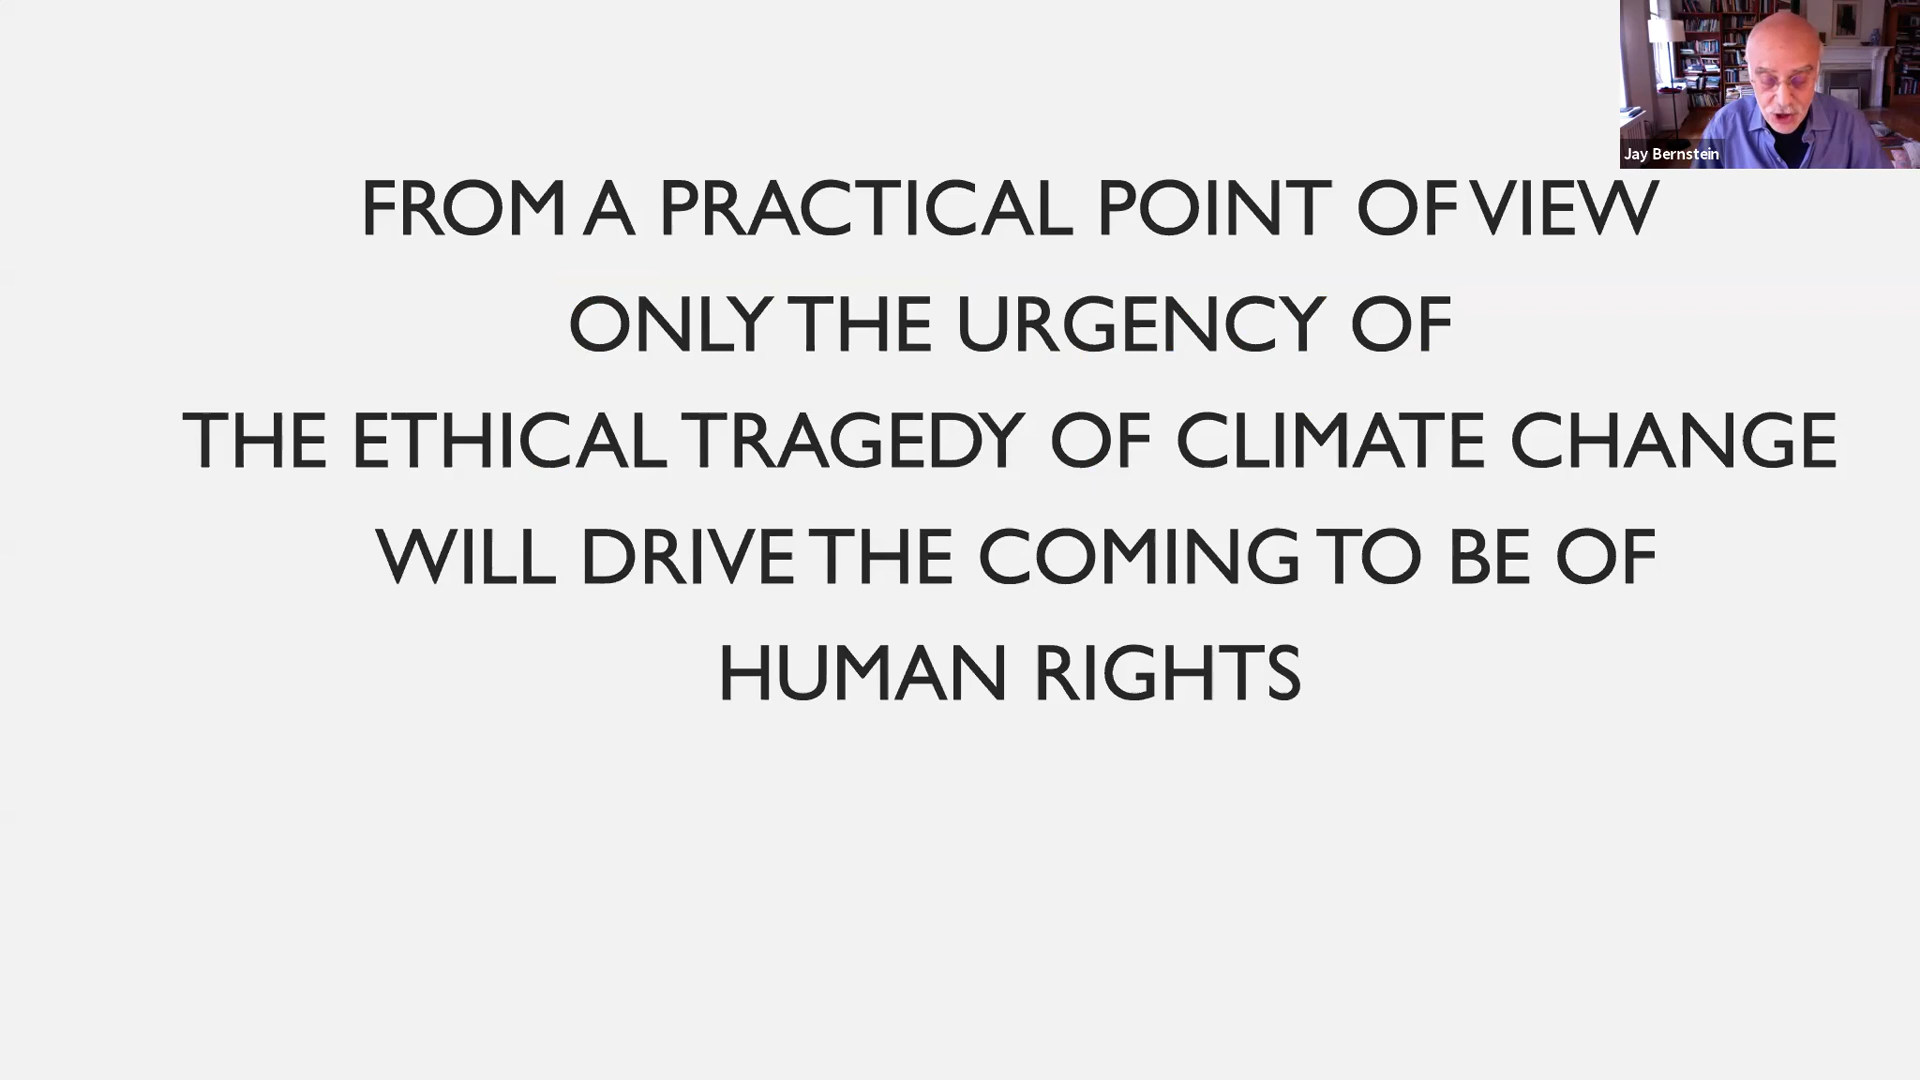 Jay Bernstein
FROM A PRACTICAL POINT OF VIEW
ONLY THE URGENCY OF
THE ETHICAL TRAGEDY OF CLIMATE CHANGE
WILL DRIVE THE COMING TO BE OF
HUMAN RIGHTS